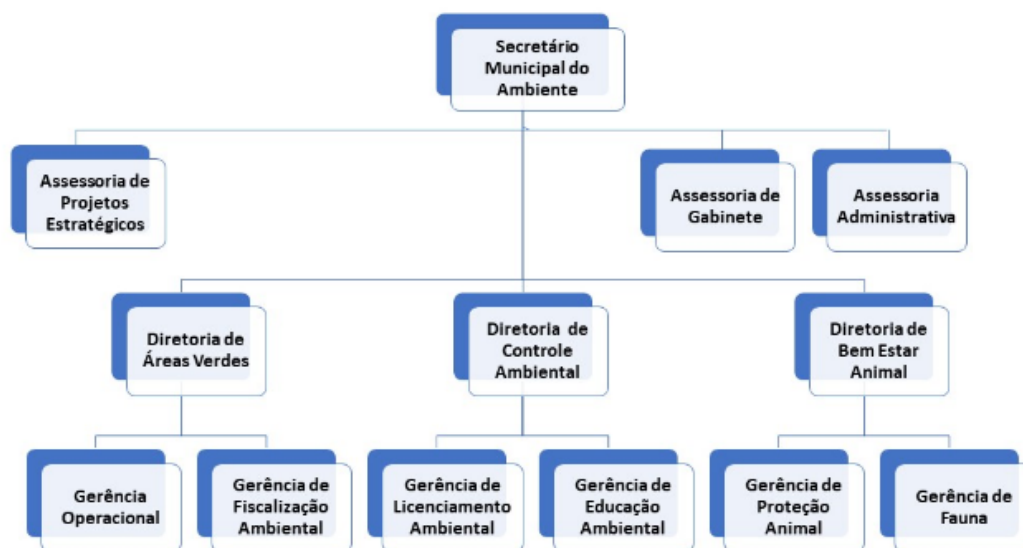 Secretário
Municipal do
Ambiente
Assessoria de
Projetos
Estratégicos
Assessoria de
Gabinete
Assessoria
Administrativa
Diretoria de
Áreas Verdes
Diretoria de
Controle
Ambiental
Diretoria de
Bem Estar
Animal
Gerência
Operacional
Gerência de
Fiscalização
Ambiental
Gerência de
Licenciamento
Ambiental
Gerência de
Educação
Ambiental
Gerência de
Proteção
Animal
Gerência de
Fauna